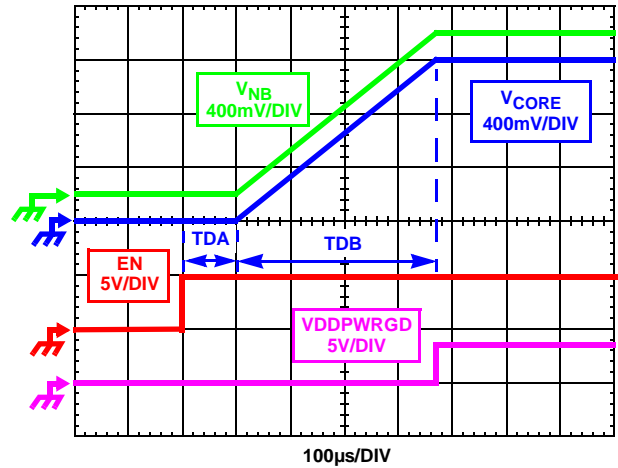 VNB
400mV/DIV
VCORE
400mV/DIV
TDA
TDB
EN
5V/DIV
VDDPWRGD
5V/DIV
100µs/DIV